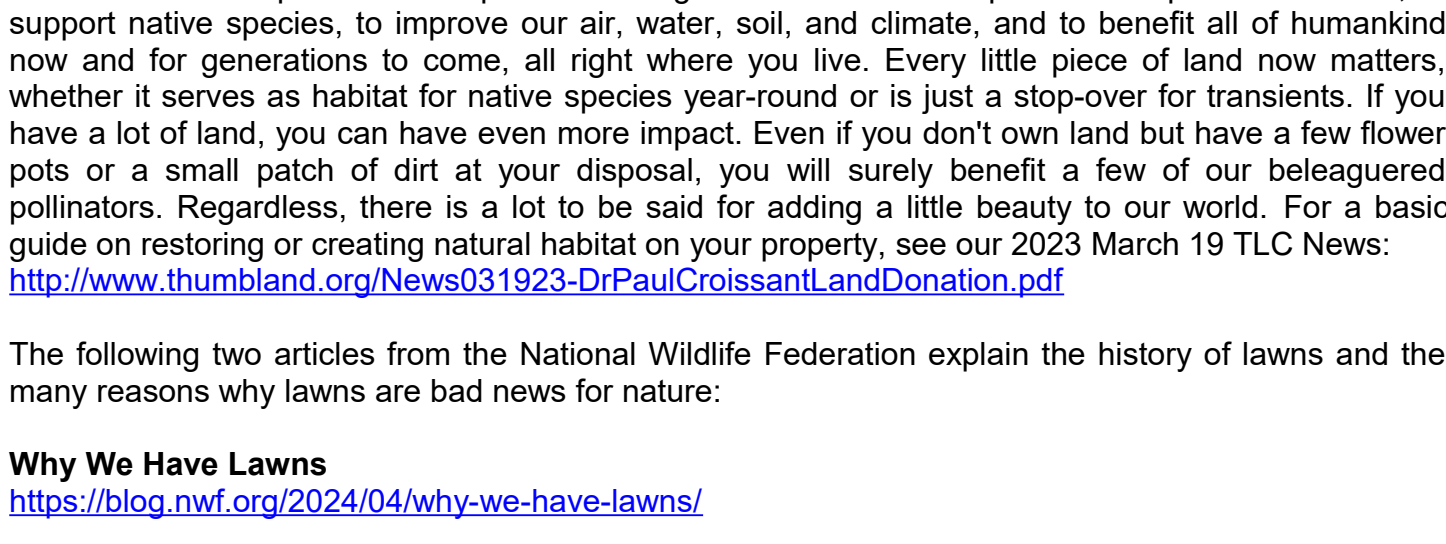 support native species, to improve our air, water, soil, and climate, and to benefit all of humankind
now and for generations to come, all right where you live. Every little piece of land now matters,
whether it serves as habitat for native species year-round or is just a stop-over for transients. If you
have a lot of land, you can have even more impact. Even if you don't own land but have a few flower
pots or a small patch of dirt at your disposal, you will surely benefit a few of our beleaguered
pollinators. Regardless, there is a lot to be said for adding a little beauty to our world. For a basic
guide on restoring or creating natural habitat on your property, see our 2023 March 19 TLC News:
http://www.thumbland.org/News031923-DrPaulCroissantLandDonation.pdf
The following two articles from the National Wildlife Federation explain the history of lawns and the
many reasons why lawns are bad news for nature:
Why We Have Lawns
https://blog.nwf.org/2024/04/why-we-have-lawns/